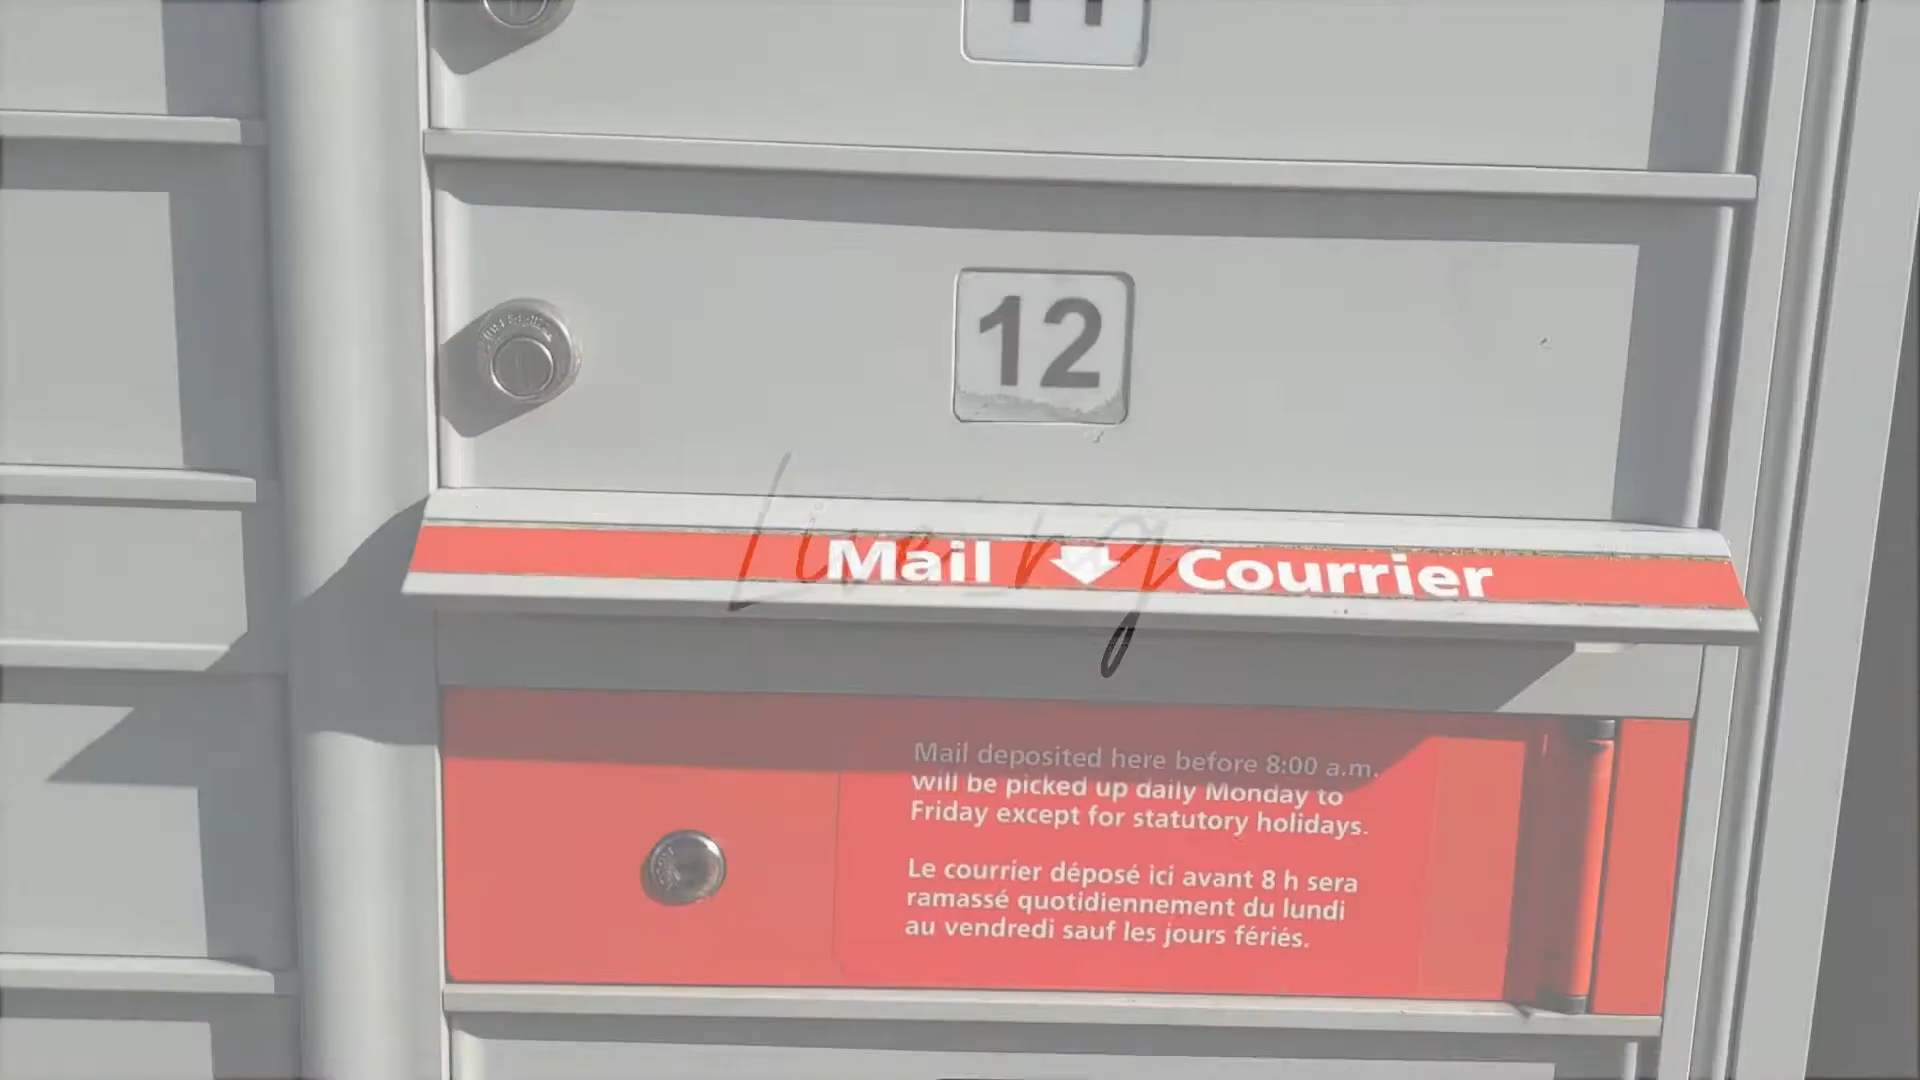 12
Mail Courrier
Mail deposited here before 8:00 a.m.
will be picked up daily Monday to
Friday except for statutory holidays.
Le courrier déposé ici avant 8 h sera
ramassé quotidiennement du lundi
au vendredi sauf les jours fériés.